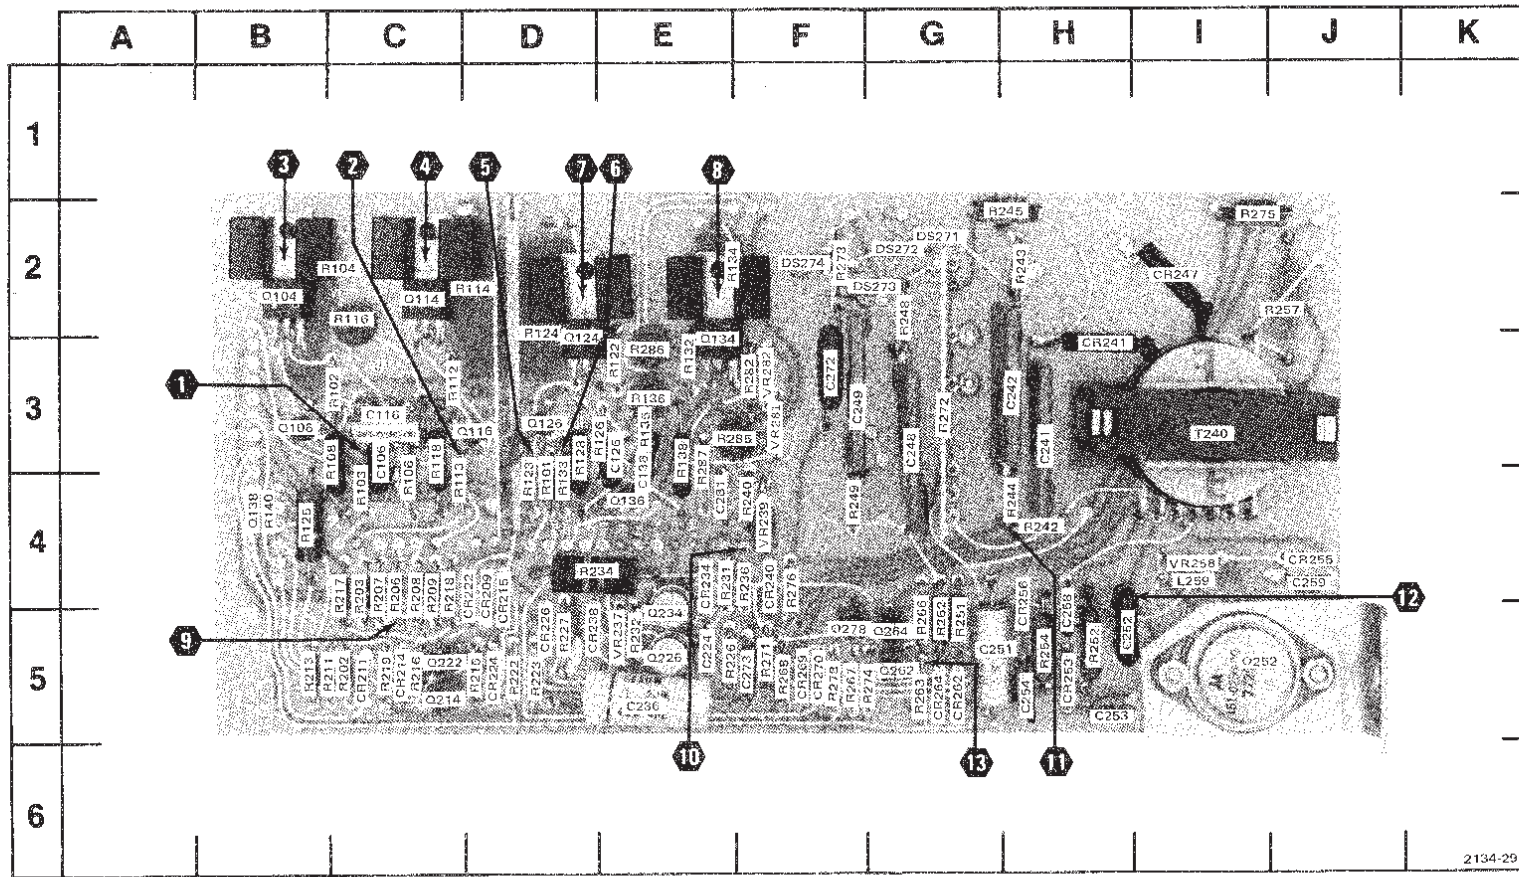 A B C D E F G H I J K
1
3 2 4 5 7 6 8
R245 R275
2
R134 DS271
DS272 R273 R243
R104 DS274
CR247
Q104 Q114 R114 DS273
R248 R257
R116
R124 Q124 Q134
R122 R286 R132 CR241
R282 VR282
1
3
R102 R112 C272
R136 C242
C116 C249 R272
Q106 Q116 Q126 R126 R135 VR281
R285 T240
C126 C248 C241
R109 C106 R118 R128 R138
R103 R106 R113 R123 R101 R133 C136 R287
Q138 R140 Q136 C231 R240 R249 R244
R125 VR239 R242
4
VR258 CR255
R234 L259 C259
R217 R203 R207 R206 R208 R209 R218 CR222 CR209 CR215 CR234 R231 R236 CR240 R276 CR256 C258
12
Q234 R266 R262 R251
CR226 R227 C238 VR237 R232 Q278 Q264 C252
9
C251 R254 R252
5
Q222 Q226 C224 R226 C273 R271 Q262 Q252
R213 R211 R202 CR211 R219 CR214 R216 R215 CR224 R222 R223 R268 CR269 CR270 R278 R267 R274 R263 CR264 CR262 C254 CR253
Q214 C236 C253
10 13 11
6
2134-29